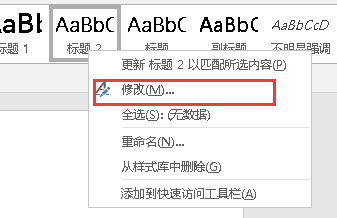 AaBb( AaBbC AaBbC AaBbC AaBbCcD
标题 2 标题 副标题 不明显强调
更新 标题 2 以匹配所选内容(P)
修改(M)...
全选(S): (无数据)
重命名(N)...
从样式库中删除(G)
添加到快速访问工具栏(A)